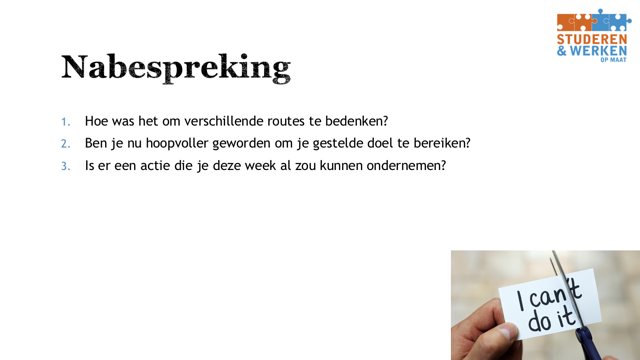 STUDEREN
& WERKEN
OP MAAT
Nabespreking
1. Hoe was het om verschillende routes te bedenken?
2. Ben je nu hoopvoller geworden om je gestelde doel te bereiken?
3. Is er een actie die je deze week al zou kunnen ondernemen?
I can't
do it